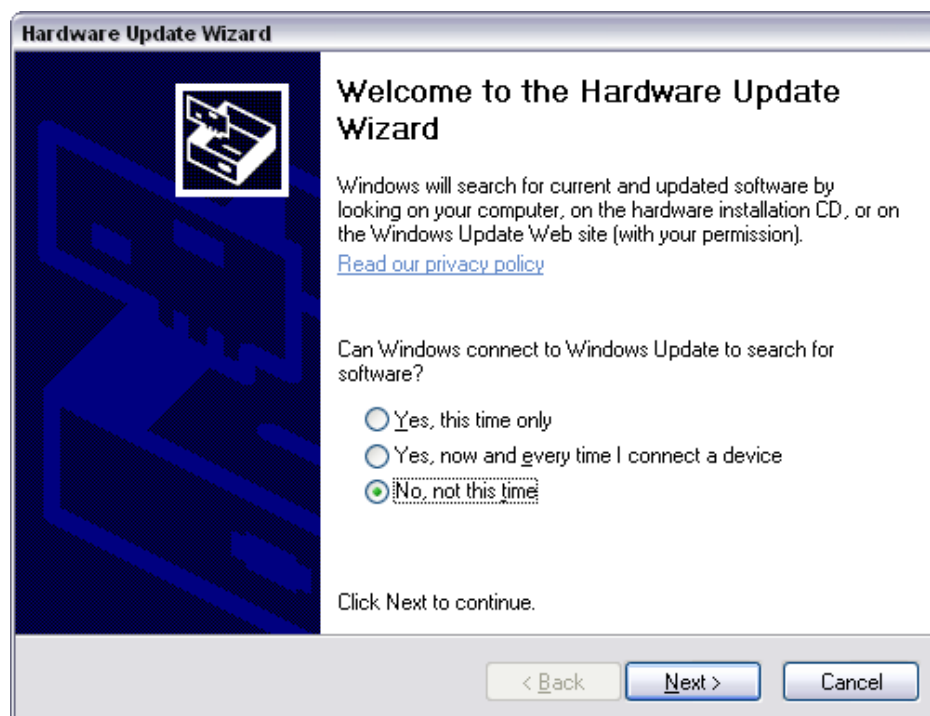 Hardware Update Wizard
Welcome to the Hardware Update
Wizard
Windows will search for current and updated software by
looking on your computer, on the hardware installation CD, or on
the Windows Update Web site (with your permission).
Read our privacy policy
Can Windows connect to Windows Update to search for
software?
Yes, this time only
Yes, now and every time I connect a device
No, not this time
Click Next to continue.
< Back
Next >
Cancel